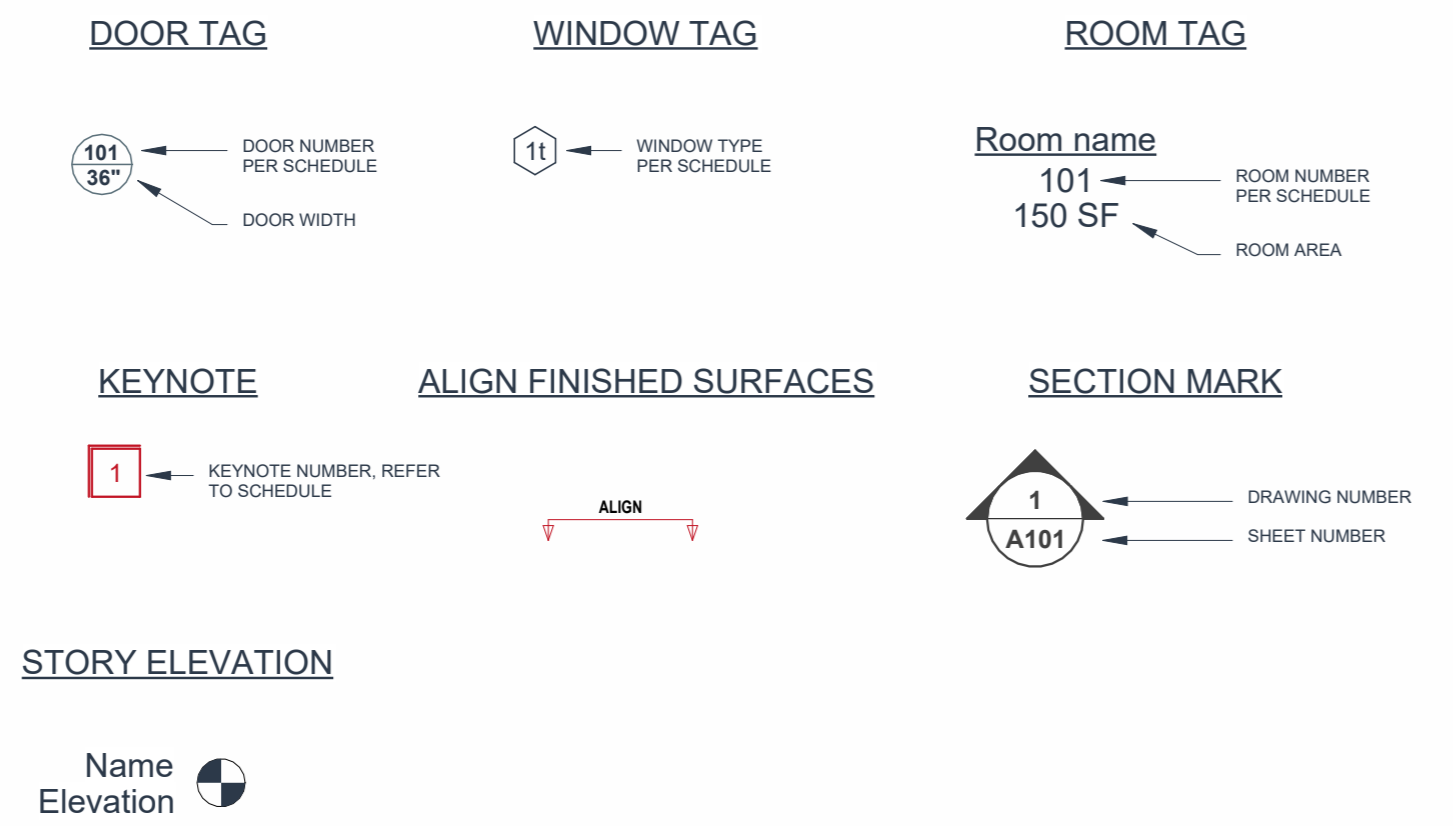 DOOR TAG
101
36"
DOOR NUMBER
PER SCHEDULE
DOOR WIDTH
WINDOW TAG
1t
WINDOW TYPE
PER SCHEDULE
ROOM TAG
Room name
101
150 SF
ROOM NUMBER
PER SCHEDULE
ROOM AREA
KEYNOTE
1
KEYNOTE NUMBER, REFER
TO SCHEDULE
ALIGN FINISHED SURFACES
ALIGN
SECTION MARK
1
A101
DRAWING NUMBER
SHEET NUMBER
STORY ELEVATION
Name
Elevation